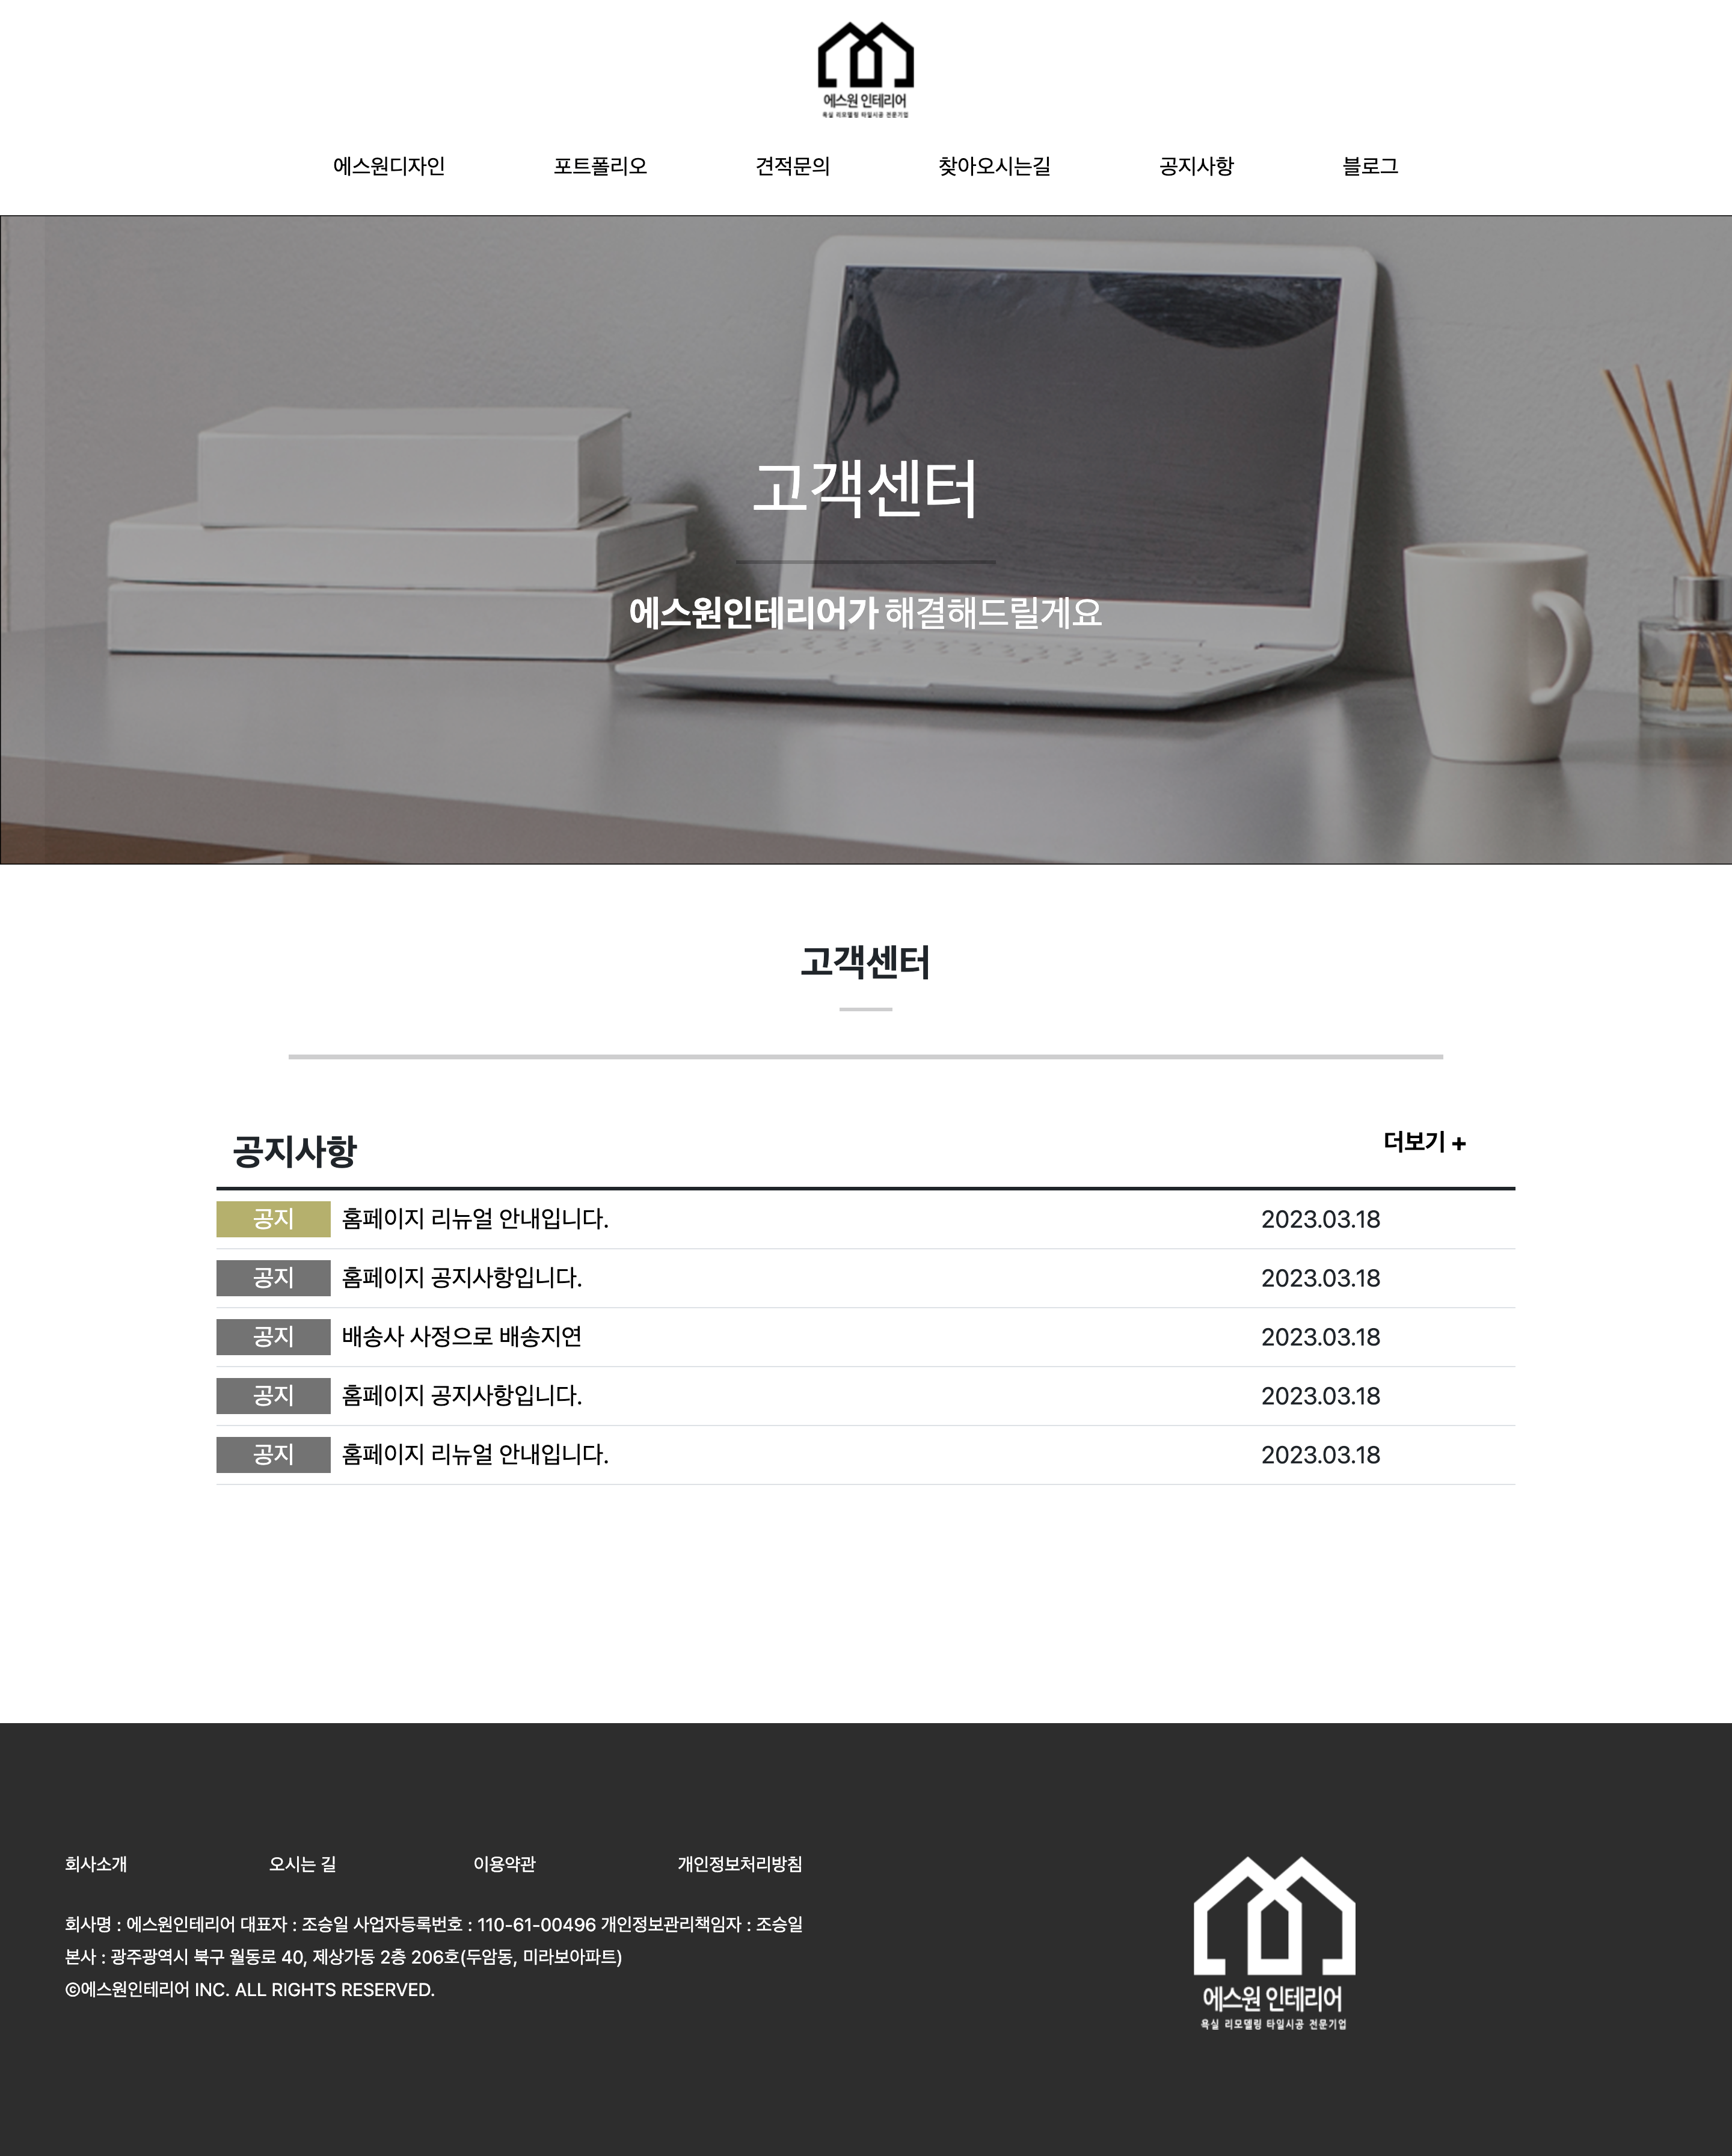 에스원 인테리어
욕실 리모델링 타일시공 전문기업
에스원디자인 포트폴리오 견적문의 찾아오시는길 공지사항 블로그
고객센터
에스원인테리어가 해결해드릴게요
고객센터
공지사항 더보기 +
공지 홈페이지 리뉴얼 안내입니다. 2023.03.18
공지 홈페이지 공지사항입니다. 2023.03.18
공지 배송사 사정으로 배송지연 2023.03.18
공지 홈페이지 공지사항입니다. 2023.03.18
공지 홈페이지 리뉴얼 안내입니다. 2023.03.18
회사소개 오시는 길 이용약관 개인정보처리방침
회사명 : 에스원인테리어 대표자 : 조승일 사업자등록번호 : 110-61-00496 개인정보관리책임자 : 조승일
본사 : 광주광역시 북구 월동로 40, 제상가동 2층 206호(두암동, 미라보아파트)
©에스원인테리어 INC. ALL RIGHTS RESERVED.
에스원 인테리어
욕실 리모델링 타일시공 전문기업